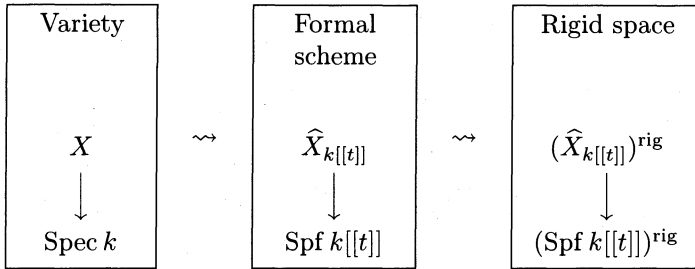 Variety
Formal
scheme
Rigid space
X ⇝ X̂_{k[[t]]} ⇝ (X̂_{k[[t]]})^{rig}
Spec k
Spf k[[t]]
(Spf k[[t]])^{rig}